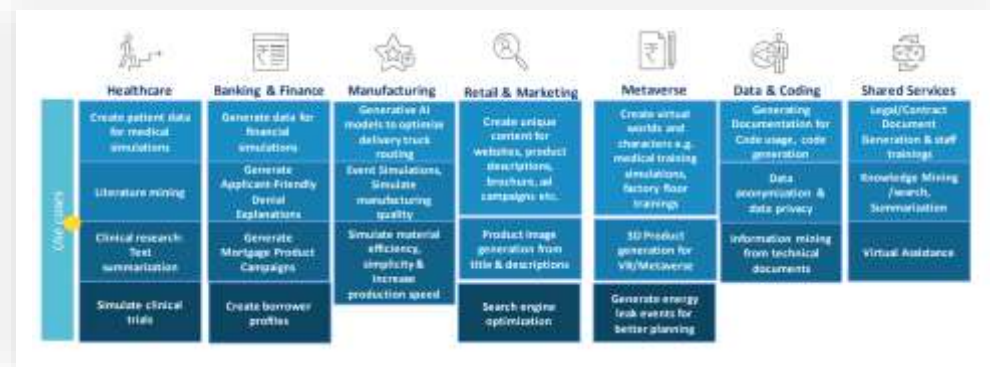 Healthcare
Banking & Finance
Manufacturing
Retail & Marketing
Metaverse
Data & Coding
Shared Services
Use cases
Create patient data
for medical
simulations
Literature mining
Clinical research:
Text
summarization
Simulate clinical
trials
Generate data for
financial
simulations
Generate
Applicant-Friendly
Denial
Explanations
Generate
Mortgage Product
Campaigns
Create borrower
profiles
Generative AI
models to optimize
delivery truck
routing
Event Simulations,
Simulate
manufacturing
quality
Simulate material
efficiency,
simplicity &
increase
production speed
Create unique
content for
websites, product
descriptions,
brochure, ad
campaigns etc.
Product image
generation from
title & descriptions
Search engine
optimization
Create virtual
worlds and
characters e.g.
medical training
simulations,
factory floor
trainings
3D Product
generation for
VR/Metaverse
Generate energy
leak events for
better planning
Generating
Documentation for
Code usage, code
generation
Data
anonymization &
data privacy
Information mining
from technical
documents
Legal/Contract
Document
Generation & staff
trainings
Knowledge Mining
/search,
Summarization
Virtual Assistance